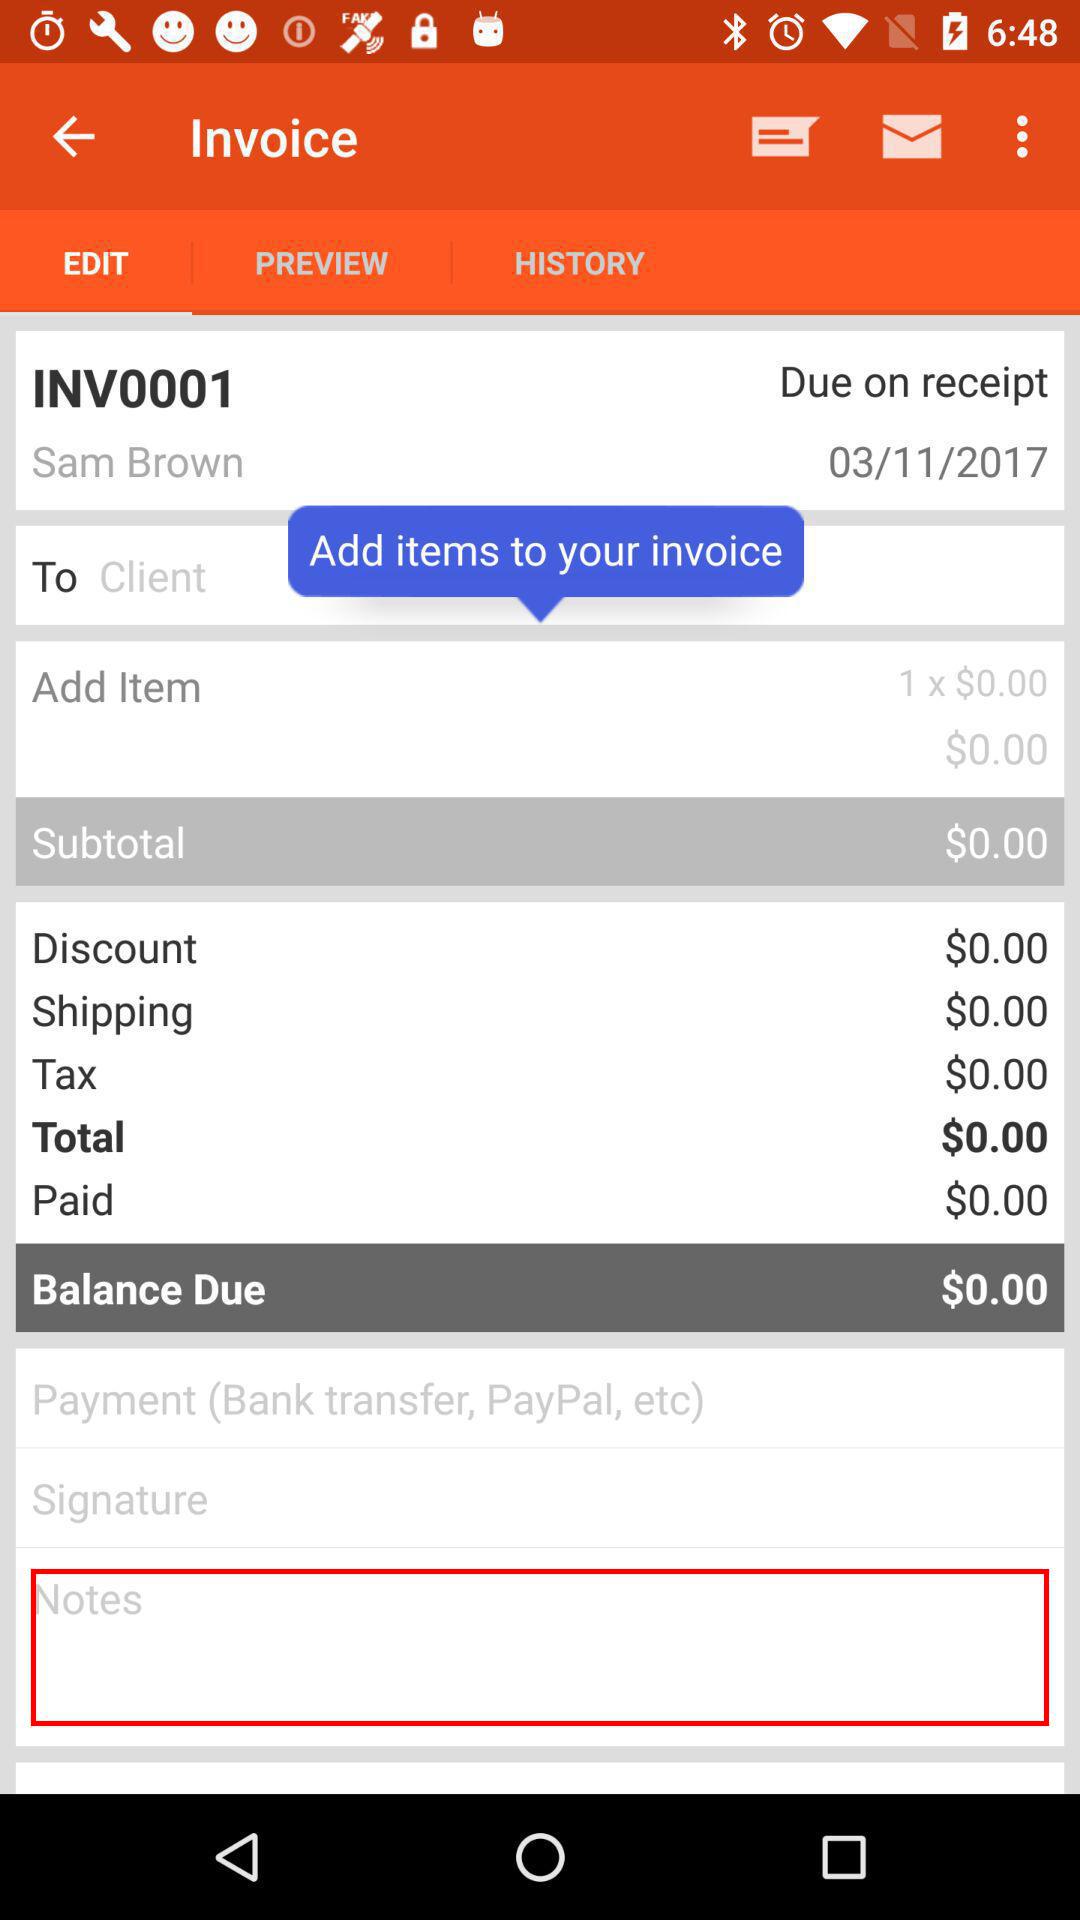 FAKE
6:48
Invoice
EDIT
PREVIEW
HISTORY
INV0001
Due on receipt
Sam Brown
03/11/2017
Add items to your invoice
To Client
Add Item
1 x $0.00
$0.00
Subtotal
$0.00
Discount
$0.00
Shipping
$0.00
Tax
$0.00
Total
$0.00
Paid
$0.00
Balance Due
$0.00
Payment (Bank transfer, PayPal, etc)
Signature
Notes